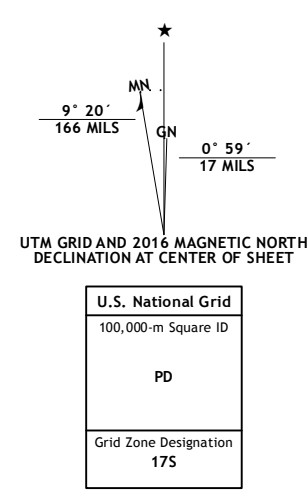 MN
9° 20´
166 MILS
GN
0° 59´
17 MILS
UTM GRID AND 2016 MAGNETIC NORTH
DECLINATION AT CENTER OF SHEET
U.S. National Grid
100,000-m Square ID
PD
Grid Zone Designation
17S